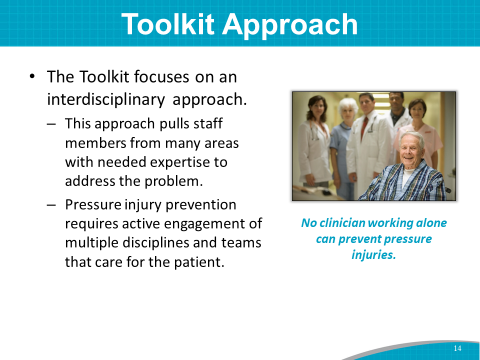 Toolkit Approach
• The Toolkit focuses on an
interdisciplinary approach.
– This approach pulls staff
members from many areas
with needed expertise to
address the problem.
– Pressure injury prevention
requires active engagement of
multiple disciplines and teams
that care for the patient.
No clinician working alone
can prevent pressure
injuries.
14